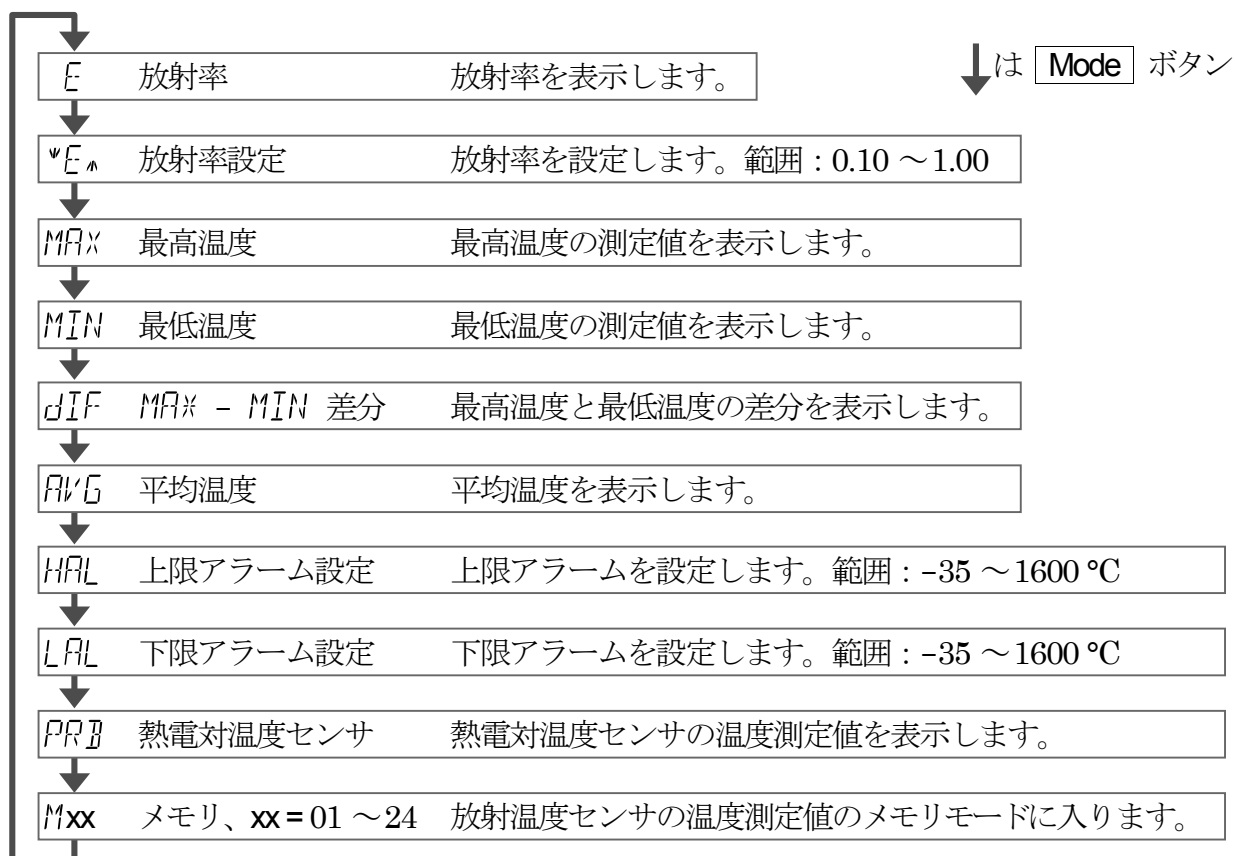 は Mode ボタン
E 放射率 放射率を表示します。
E 放射率設定 放射率を設定します。範囲:0.10 ～1.00
MAX 最高温度 最高温度の測定値を表示します。
MIN 最低温度 最低温度の測定値を表示します。
dIF MAX - MIN 差分 最高温度と最低温度の差分を表示します。
AVG 平均温度 平均温度を表示します。
HAL 上限アラーム設定 上限アラームを設定します。範囲:-35 ～1600 ℃
LAL 下限アラーム設定 下限アラームを設定します。範囲:-35 ～1600 ℃
PRB 熱電対温度センサ 熱電対温度センサの温度測定値を表示します。
Mxx メモリ、xx = 01 ～24 放射温度センサの温度測定値のメモリモードに入ります。